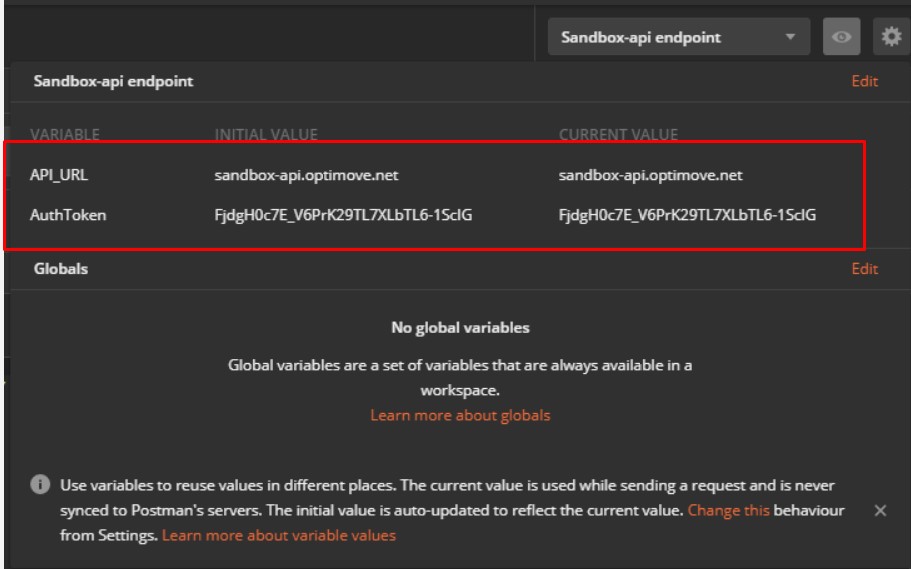 Sandbox-api endpoint
Sandbox-api endpoint Edit
VARIABLE INITIAL VALUE CURRENT VALUE
API_URL sandbox-api.optimove.net sandbox-api.optimove.net
AuthToken FjdgH0c7E_V6PrK29TL7XLbTL6-1ScIG FjdgH0c7E_V6PrK29TL7XLbTL6-1ScIG
Globals Edit
No global variables
Global variables are a set of variables that are always available in a
workspace.
Learn more about globals
Use variables to reuse values in different places. The current value is used while sending a request and is never
synced to Postman's servers. The initial value is auto-updated to reflect the current value. Change this behaviour
from Settings. Learn more about variable values